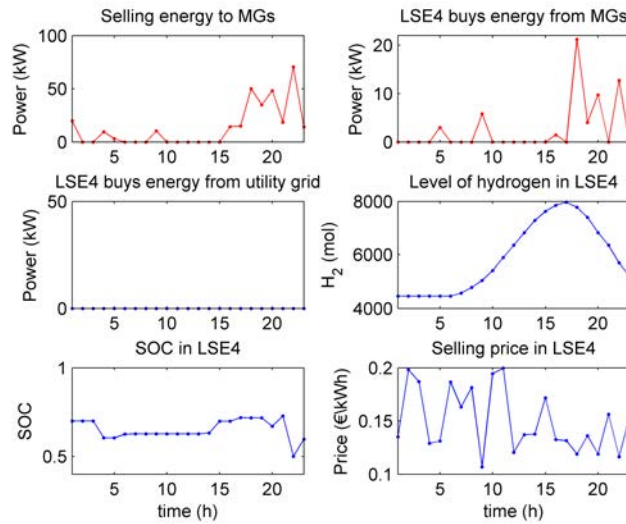 Selling energy to MGs
LSE4 buys energy from MGs
Power (kW)
100
50
0
5 10 15 20
Power (kW)
20
10
0
5 10 15 20
LSE4 buys energy from utility grid
Level of hydrogen in LSE4
Power (kW)
50
0
5 10 15 20
H2 (mol)
8000
6000
4000
5 10 15 20
SOC in LSE4
Selling price in LSE4
SOC
1
0.5
5 10 15 20
time (h)
Price (€\kWh)
0.2
0.15
0.1
5 10 15 20
time (h)